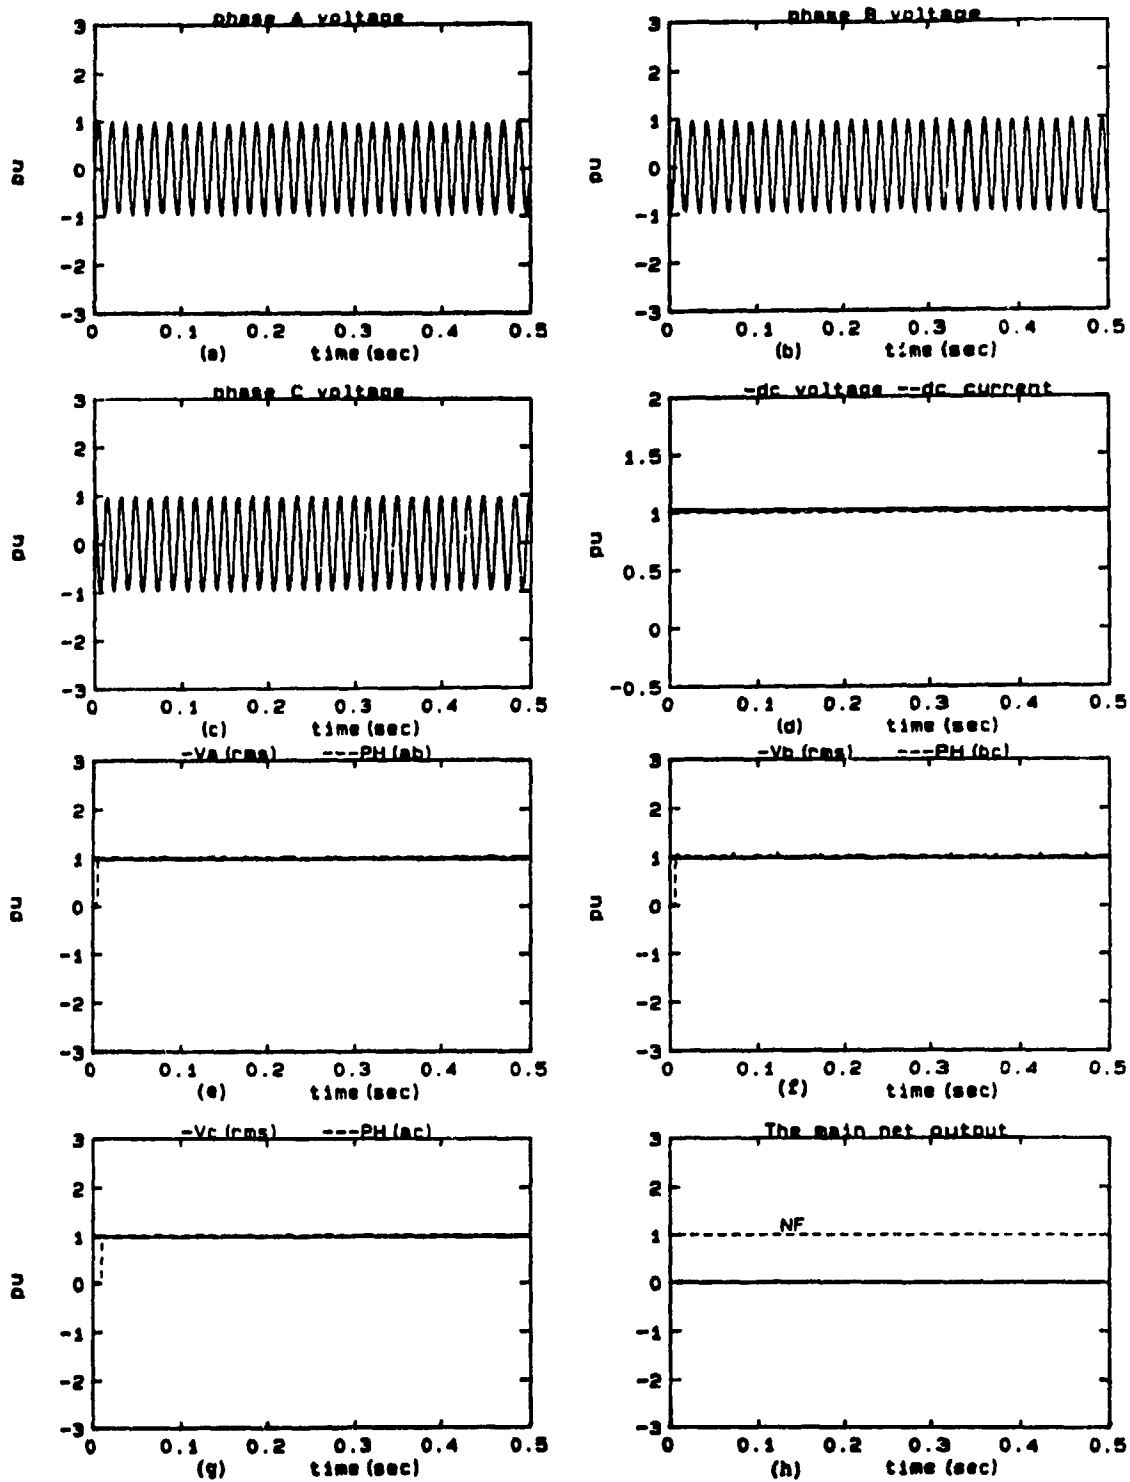 phase A voltage
3
2
1
0
-1
-2
-3
pu
0 0.1 0.2 0.3 0.4 0.5
(a) time (sec)
phase B voltage
3
2
1
0
-1
-2
-3
pu
0 0.1 0.2 0.3 0.4 0.5
(b) time (sec)
phase C voltage
3
2
1
0
-1
-2
-3
pu
0 0.1 0.2 0.3 0.4 0.5
(c) time (sec)
-dc voltage --dc current
2
1.5
1
0.5
0
-0.5
pu
0 0.1 0.2 0.3 0.4 0.5
(d) time (sec)
-Va (rms) ---PH (ab)
3
2
1
0
-1
-2
-3
pu
0 0.1 0.2 0.3 0.4 0.5
(e) time (sec)
-Vb (rms) ---PH (bc)
3
2
1
0
-1
-2
-3
pu
0 0.1 0.2 0.3 0.4 0.5
(f) time (sec)
-Vc (rms) ---PH (ac)
3
2
1
0
-1
-2
-3
pu
0 0.1 0.2 0.3 0.4 0.5
(g) time (sec)
The main net output
3
2
NF
1
0
-1
-2
-3
0 0.1 0.2 0.3 0.4 0.5
(h) time (sec)